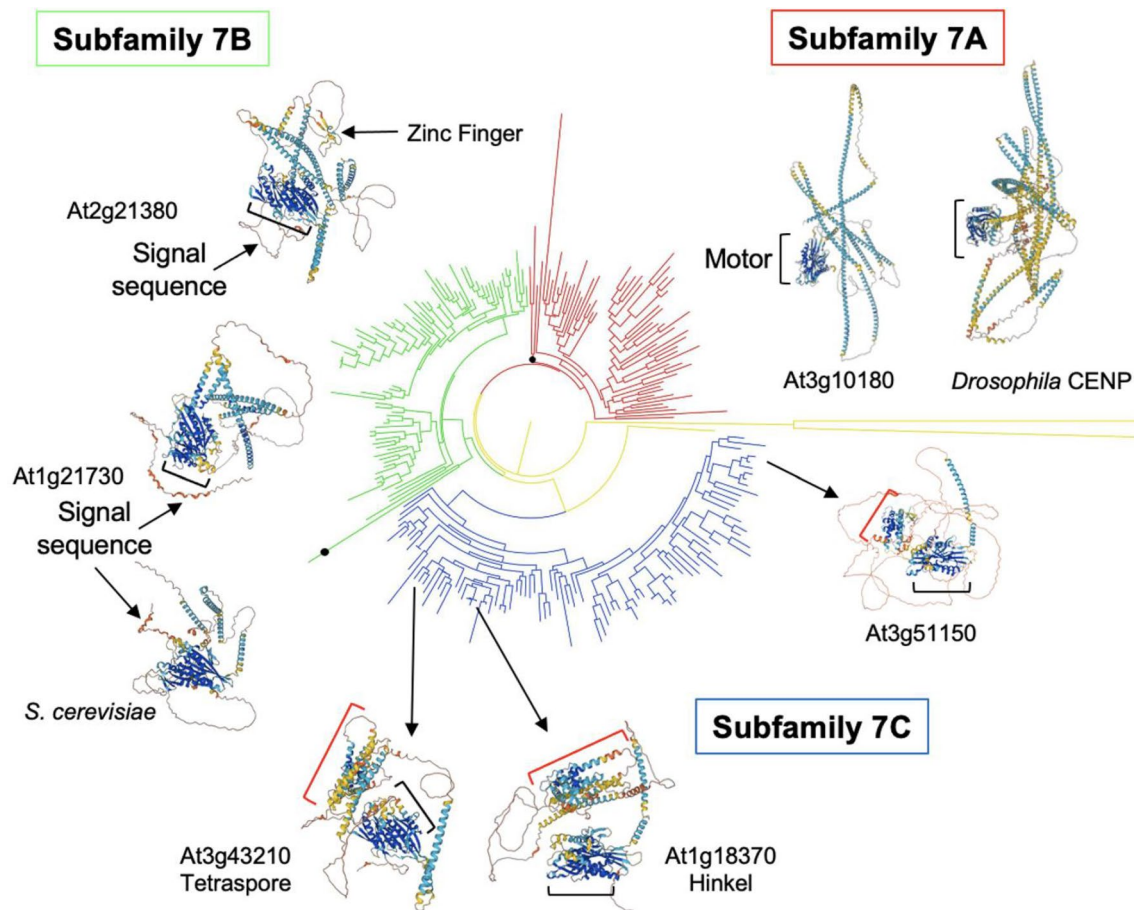 Subfamily 7B
Subfamily 7A
Zinc Finger
At2g21380
Signal
sequence
Motor
At3g10180
Drosophila CENP
At1g21730
Signal
sequence
At3g51150
S. cerevisiae
Subfamily 7C
At3g43210
Tetraspore
At1g18370
Hinkel